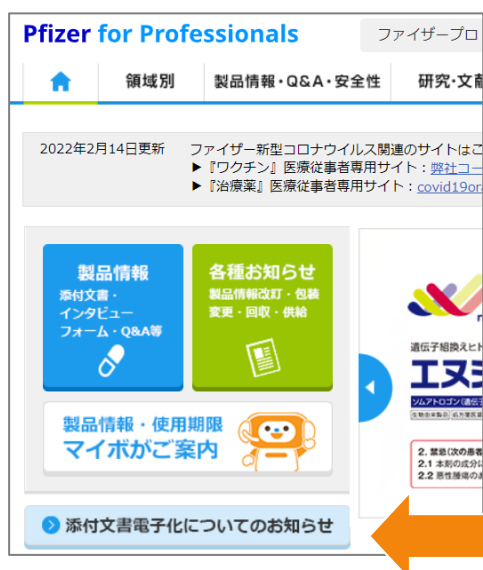 Pfizer for Professionals
ファイザープロ
領域別
製品情報・Q&A・安全性
研究・文献
2022年2月14日更新
ファイザー新型コロナウイルス関連のサイトはこ
▶『ワクチン』医療従事者専用サイト：弊社コー
▶『治療薬』医療従事者専用サイト：covid19or
製品情報
添付文書・
インタビュー
フォーム・Q&A等
各種お知らせ
製品情報改訂・包装
変更・回収・供給
遺伝子組換えヒト
エヌジ
ソムアトロゴン(遺伝子
製品情報・使用期限
マイボがご案内
2. 禁忌(次の患者
2.1 本剤の成分に
2.2 悪性腫瘍のあ
添付文書電子化についてのお知らせ